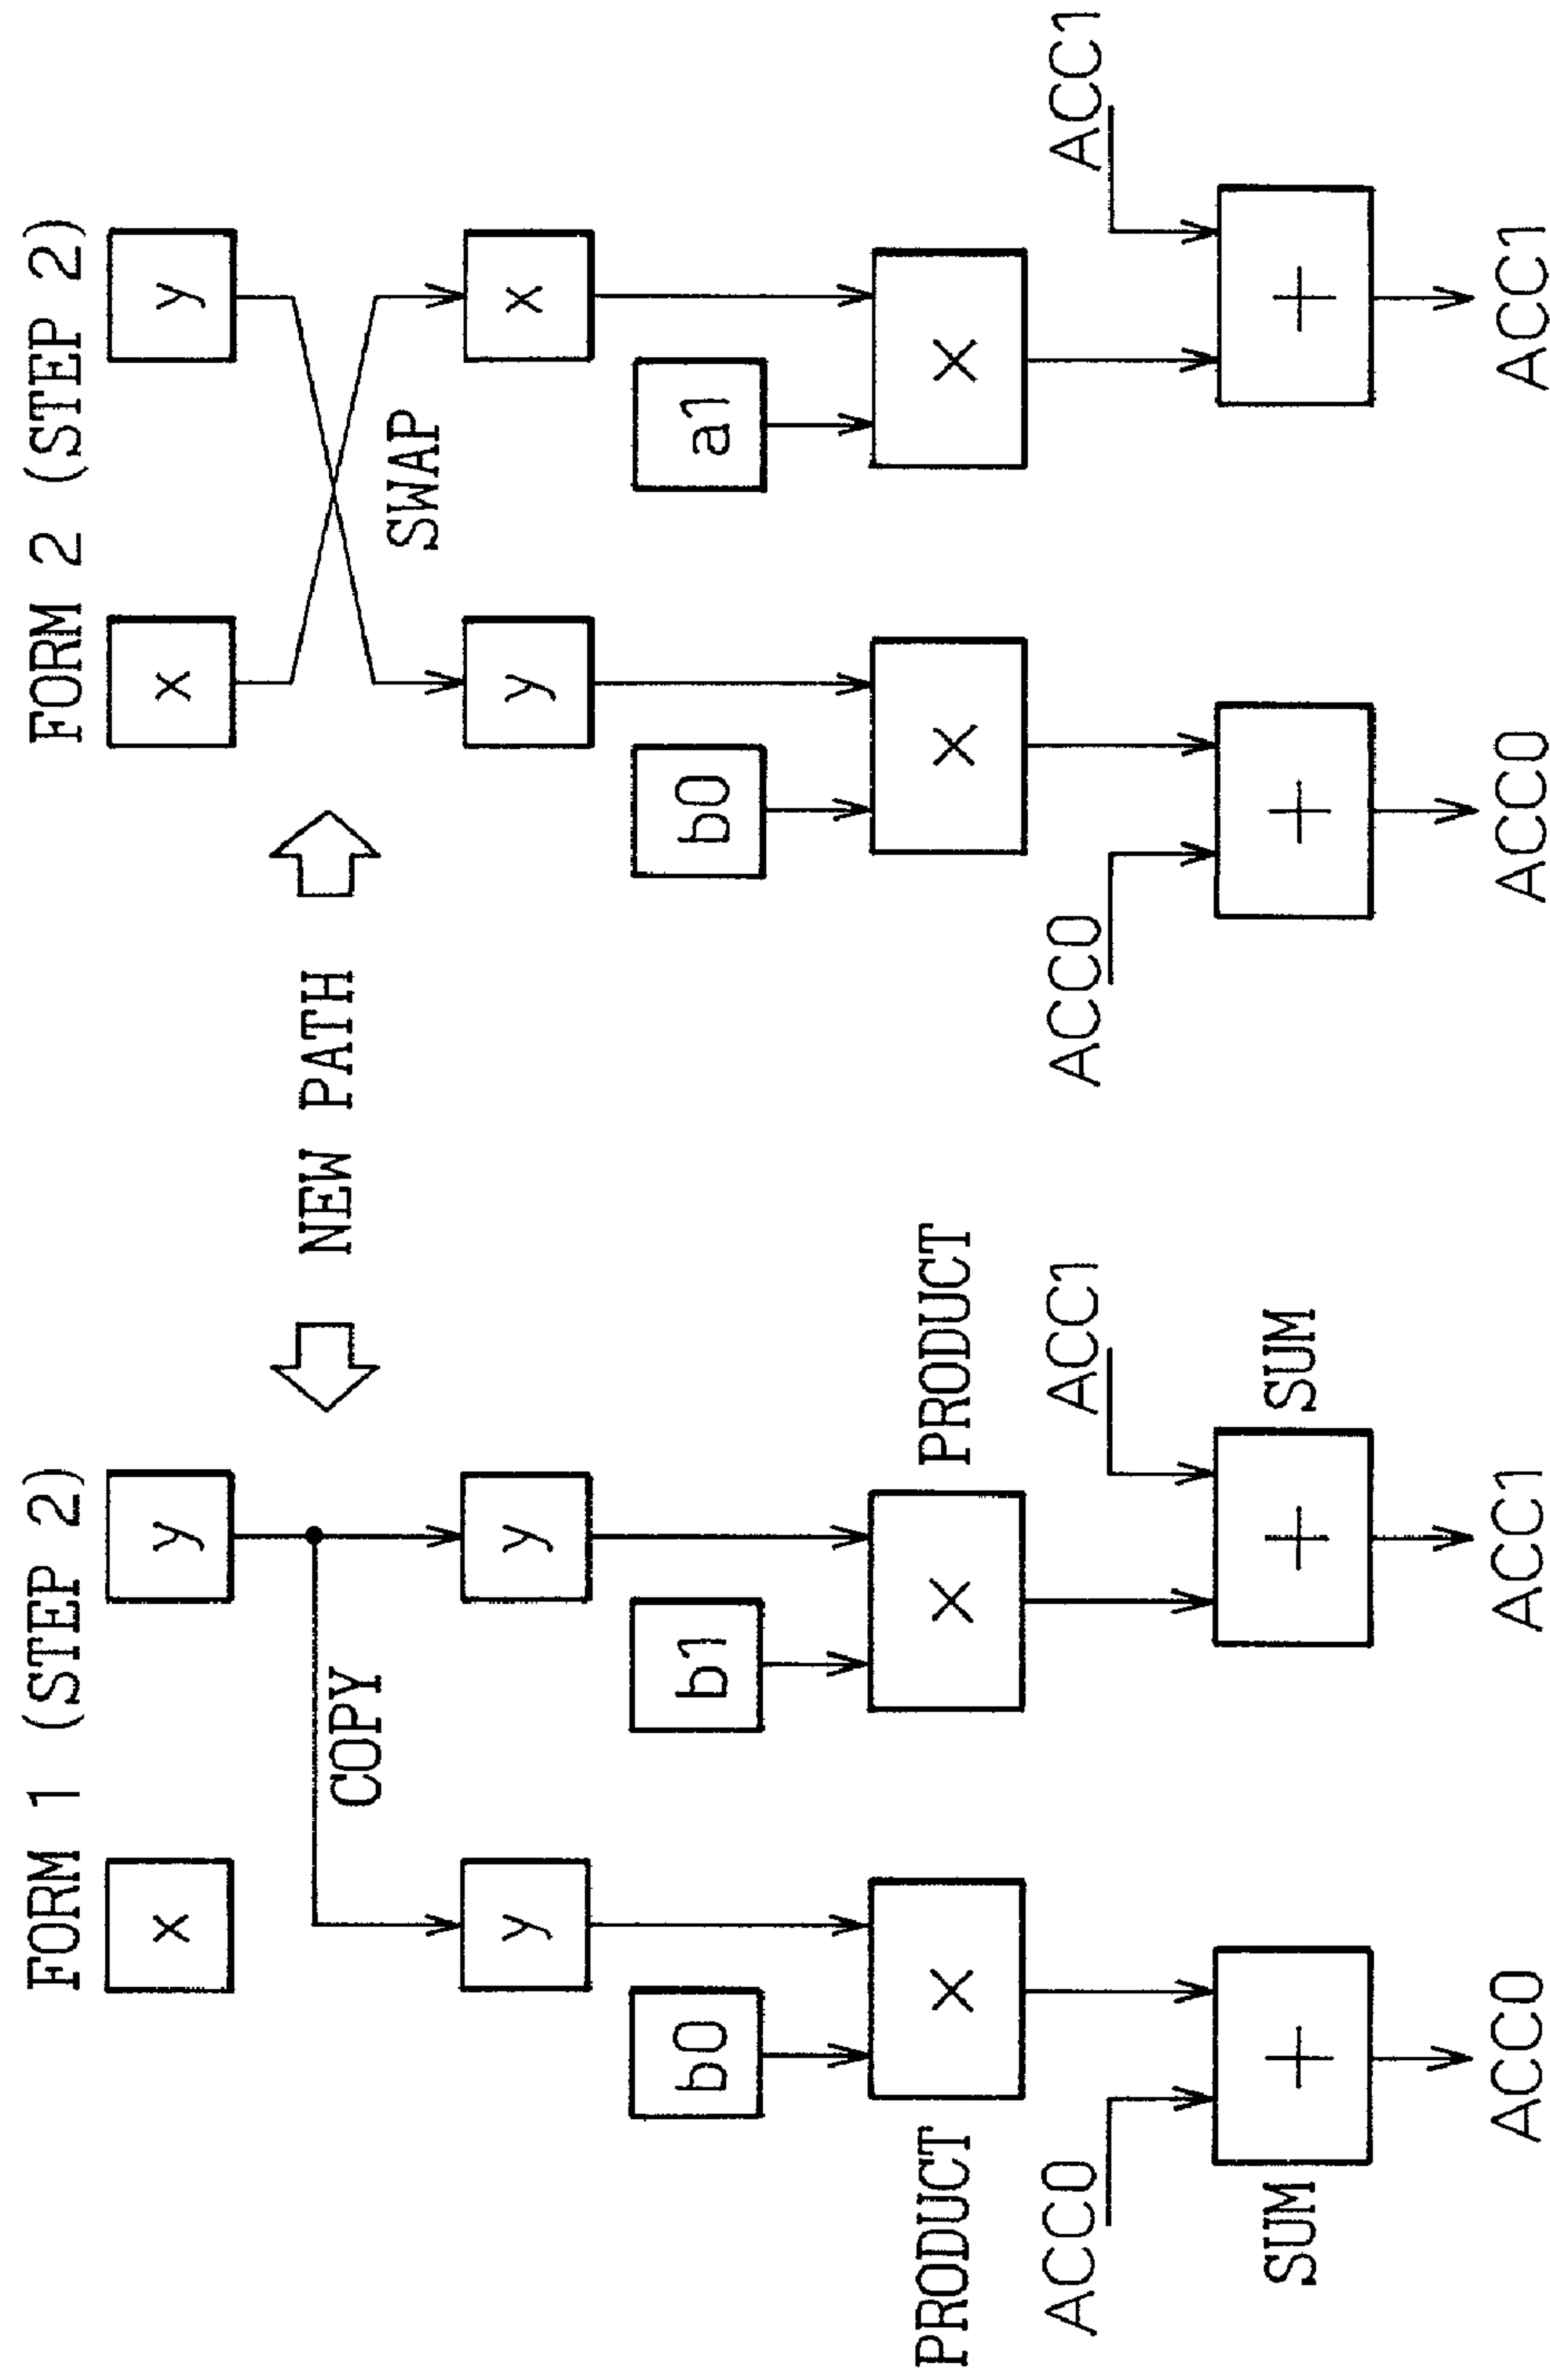 FORM 1 (STEP 2)
FORM 2 (STEP 2)
x
y
x
y
NEW PATH
COPY
SWAP
y
y
y
x
b0
b1
b0
a1
PRODUCT
×
×
PRODUCT
×
×
ACC0
ACC1
ACC0
ACC1
SUM
+
+
SUM
+
+
ACC0
ACC1
ACC0
ACC1